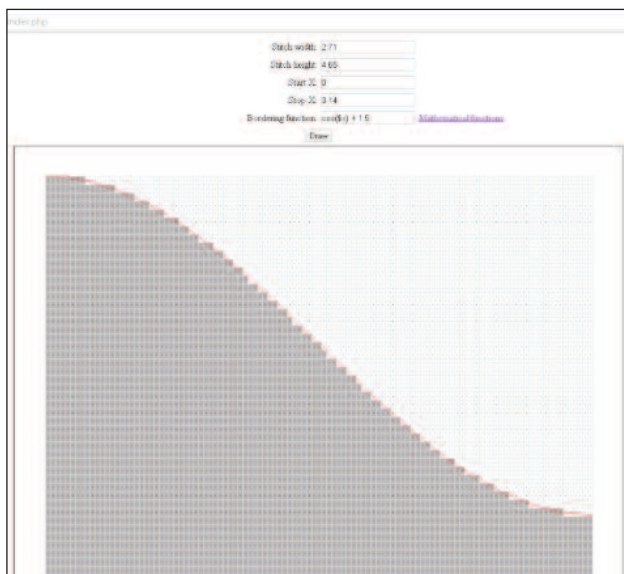 index.php
Stitch width: 2.71
Stitch height: 4.65
Start X: 0
Stop X: 3.14
Bordering function: cos($x) + 1.5 Mathematical functions
Draw